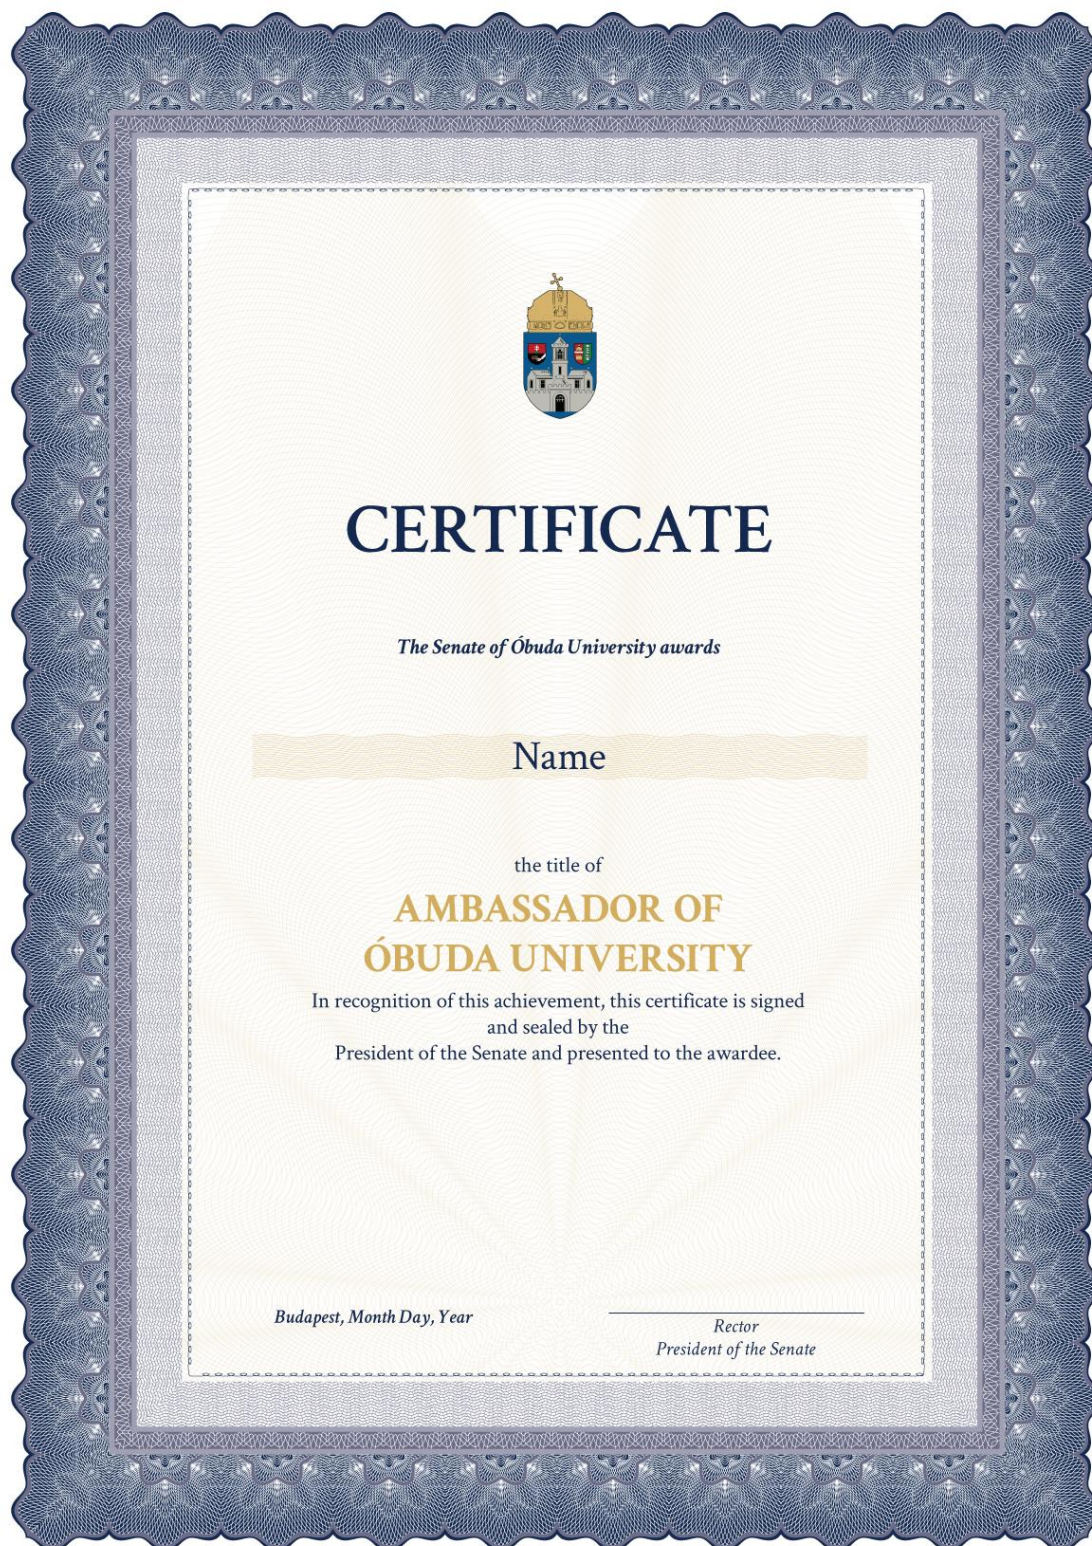 CERTIFICATE
The Senate of Óbuda University awards
Name
the title of
AMBASSADOR OF
ÓBUDA UNIVERSITY
In recognition of this achievement, this certificate is signed
and sealed by the
President of the Senate and presented to the awardee.
Budapest, Month Day, Year
Rector
President of the Senate